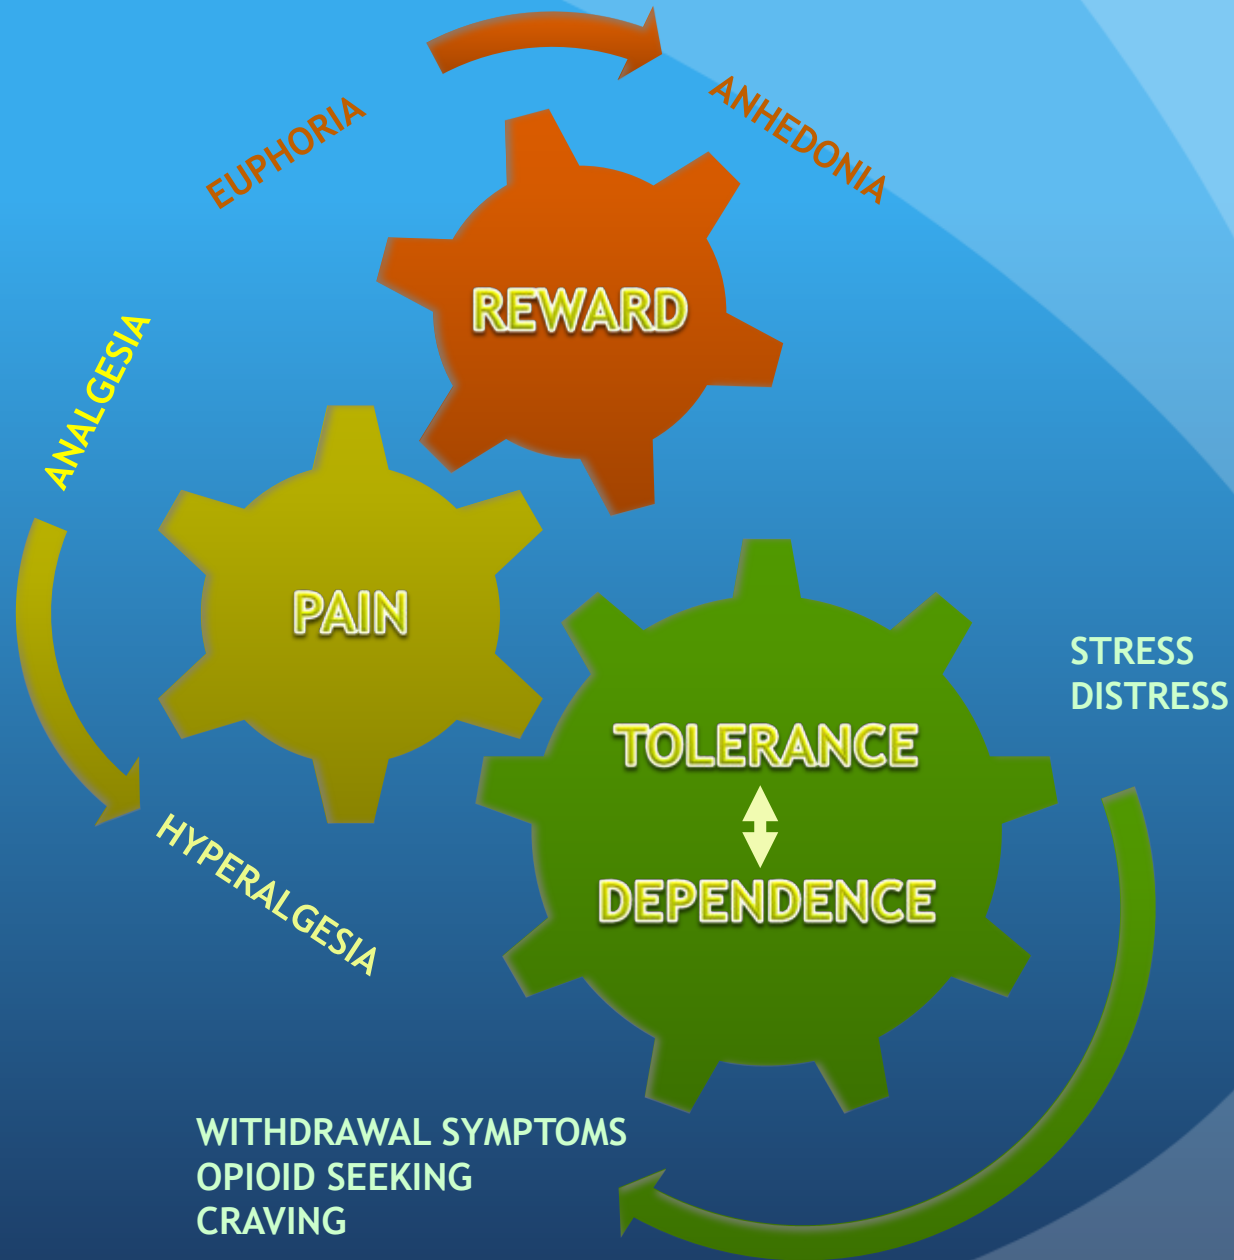 EUPHORIA
ANHEDONIA
REWARD
ANALGESIA
PAIN
HYPERALGESIA
TOLERANCE
DEPENDENCE
STRESS
DISTRESS
WITHDRAWAL SYMPTOMS
OPIOID SEEKING
CRAVING